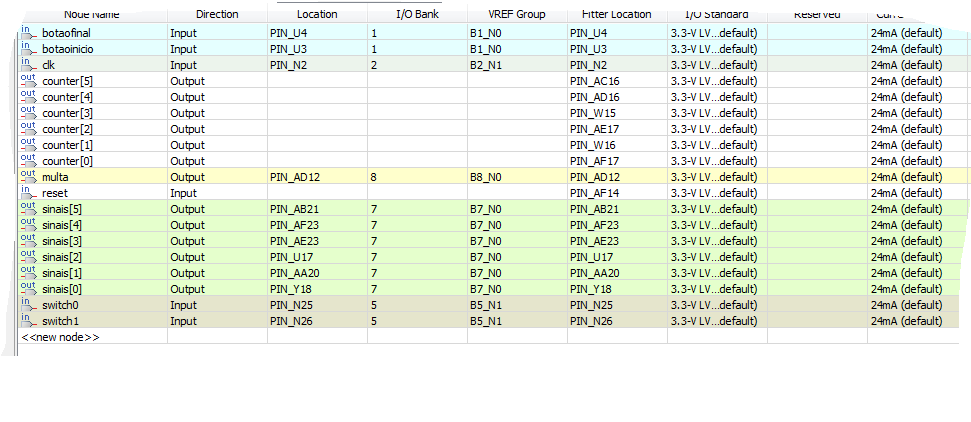 Node Name Direction Location I/O Bank VREF Group Fitter Location I/O Standard Reserved
in botaofinal Input PIN_U4 1 B1_N0 PIN_U4 3.3-V LV...default) 24mA (default)
in botaoinicio Input PIN_U3 1 B1_N0 PIN_U3 3.3-V LV...default) 24mA (default)
in clk Input PIN_N2 2 B2_N1 PIN_N2 3.3-V LV...default) 24mA (default)
out counter[5] Output PIN_AC16 3.3-V LV...default) 24mA (default)
out counter[4] Output PIN_AD16 3.3-V LV...default) 24mA (default)
out counter[3] Output PIN_W15 3.3-V LV...default) 24mA (default)
out counter[2] Output PIN_AE17 3.3-V LV...default) 24mA (default)
out counter[1] Output PIN_W16 3.3-V LV...default) 24mA (default)
out counter[0] Output PIN_AF17 3.3-V LV...default) 24mA (default)
out multa Output PIN_AD12 8 B8_N0 PIN_AD12 3.3-V LV...default) 24mA (default)
in reset Input PIN_AF14 3.3-V LV...default) 24mA (default)
out sinais[5] Output PIN_AB21 7 B7_N0 PIN_AB21 3.3-V LV...default) 24mA (default)
out sinais[4] Output PIN_AF23 7 B7_N0 PIN_AF23 3.3-V LV...default) 24mA (default)
out sinais[3] Output PIN_AE23 7 B7_N0 PIN_AE23 3.3-V LV...default) 24mA (default)
out sinais[2] Output PIN_U17 7 B7_N0 PIN_U17 3.3-V LV...default) 24mA (default)
out sinais[1] Output PIN_AA20 7 B7_N0 PIN_AA20 3.3-V LV...default) 24mA (default)
out sinais[0] Output PIN_Y18 7 B7_N0 PIN_Y18 3.3-V LV...default) 24mA (default)
in switch0 Input PIN_N25 5 B5_N1 PIN_N25 3.3-V LV...default) 24mA (default)
in switch1 Input PIN_N26 5 B5_N1 PIN_N26 3.3-V LV...default) 24mA (default)
<<new node>>